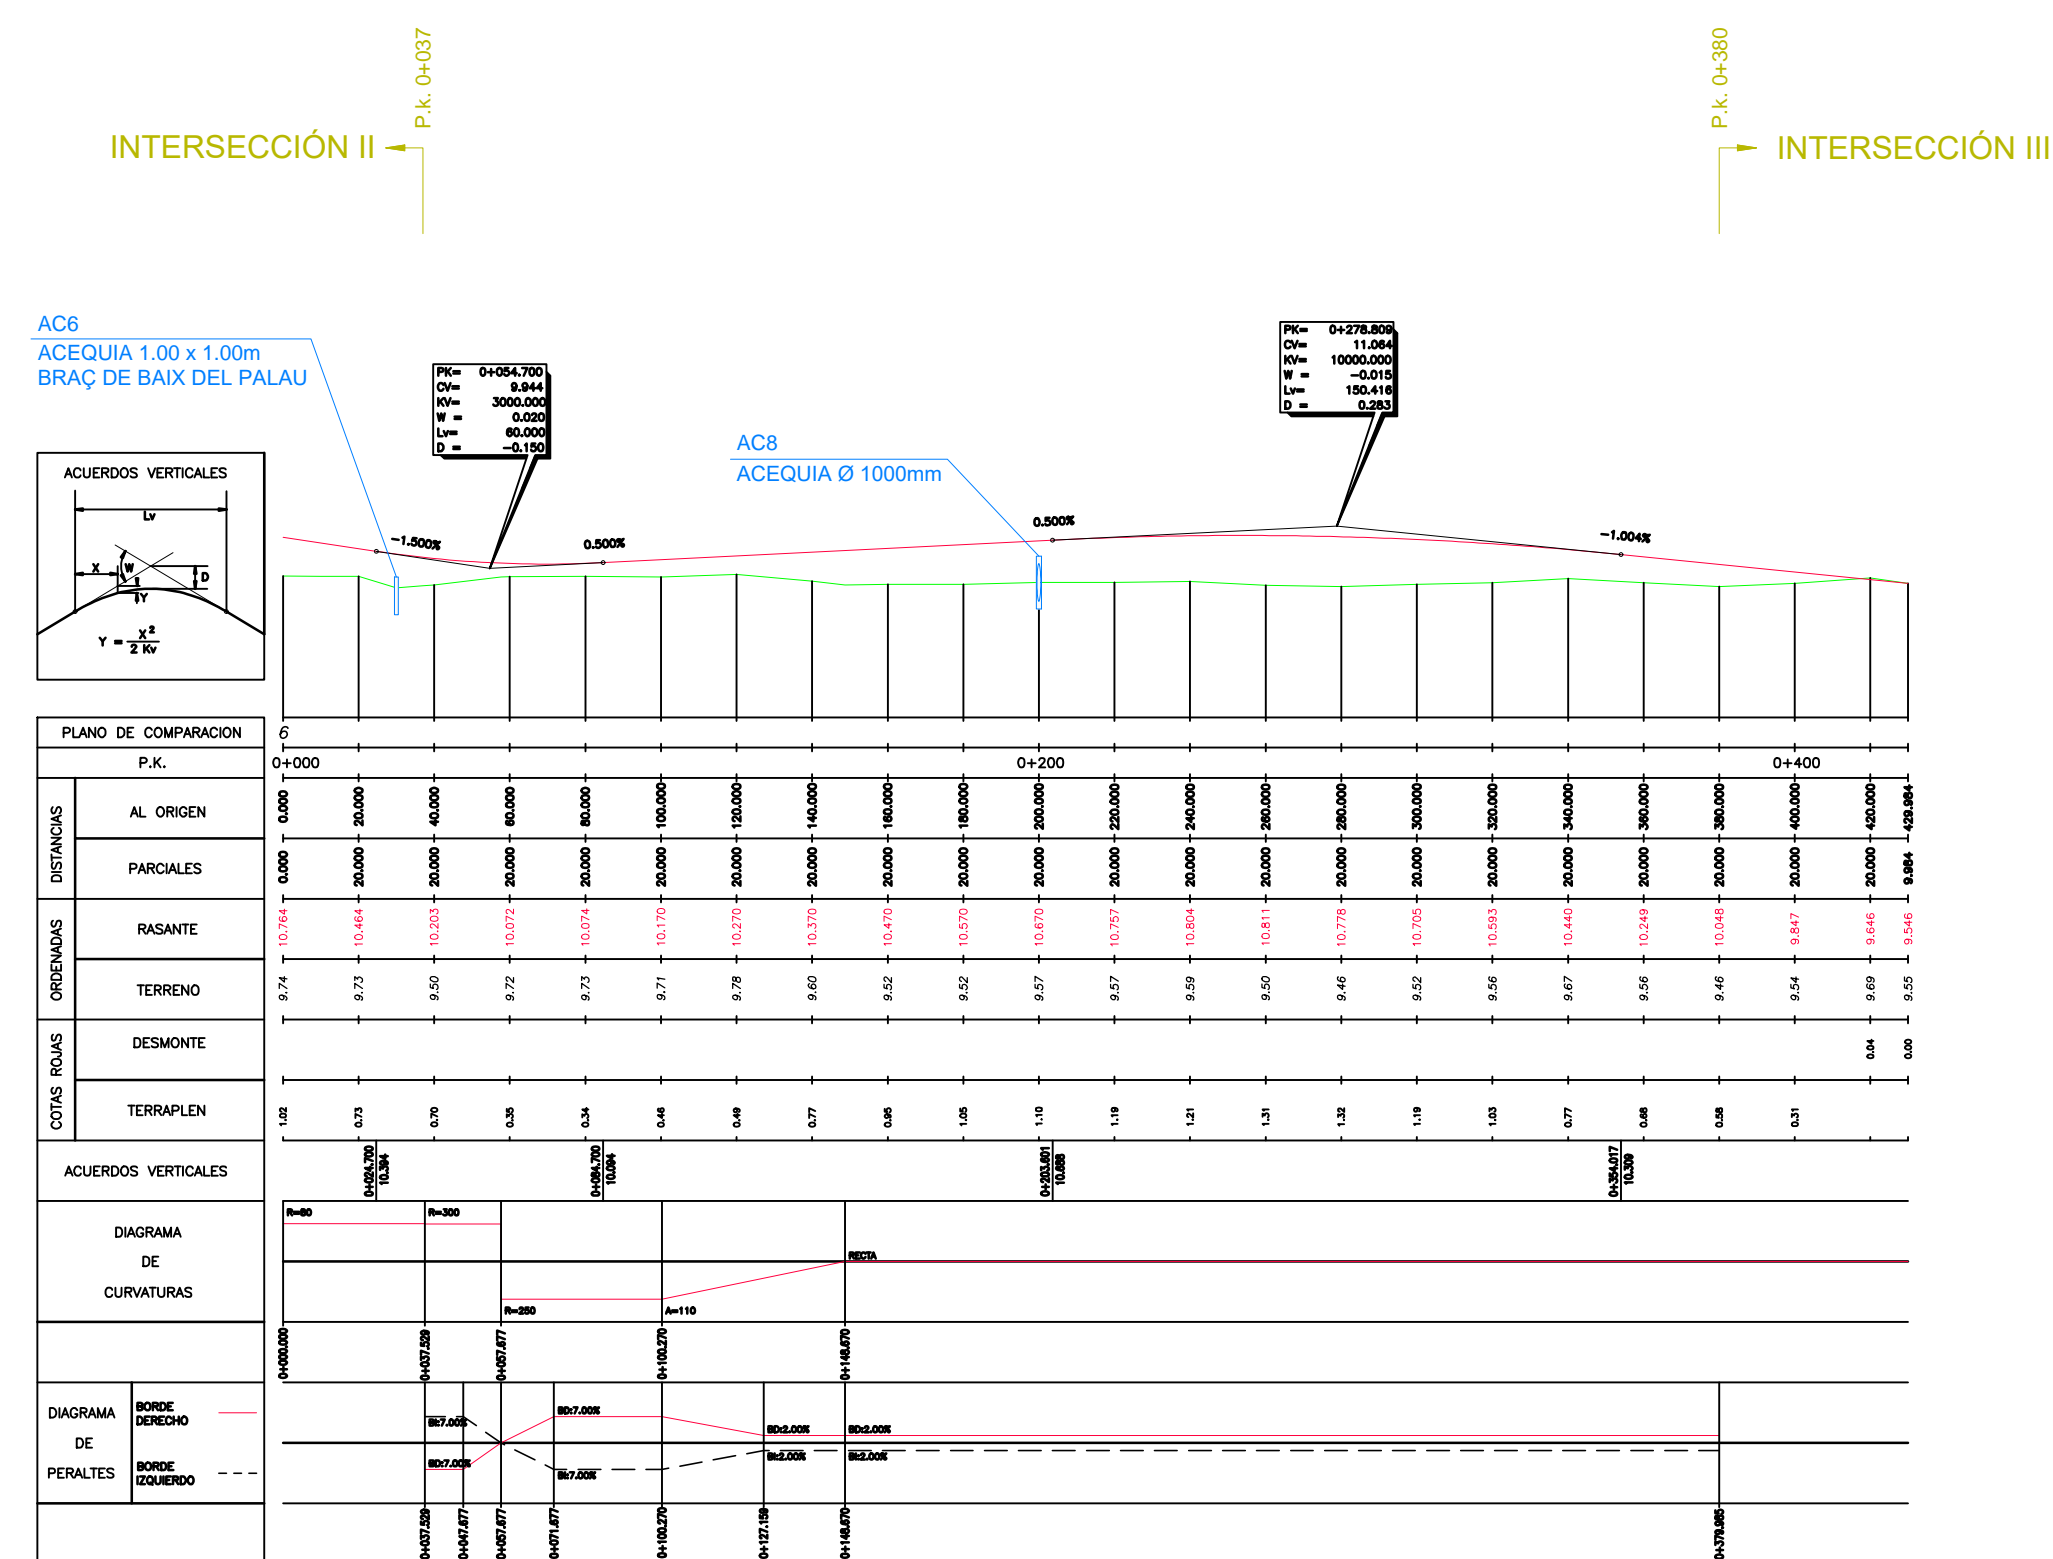 P.k. 0+037
P.k. 0+380
INTERSECCIÓN II
INTERSECCIÓN III
AC6
ACEQUIA 1.00 x 1.00m
BRAÇ DE BAIX DEL PALAU
PK= 0+054.700
CV= 9.944
KV= 3000.000
W = 0.020
Lv= 60.000
D = -0.150
PK= 0+278.809
CV= 11.064
KV= 10000.000
W = -0.015
Lv= 150.416
D = 0.283
AC8
ACEQUIA Ø 1000mm
ACUERDOS VERTICALES
Lv
X
W
D
Y
Y = X² / 2 Kv
-1.500%
0.500%
0.500%
-1.004%
PLANO DE COMPARACION 6
P.K. 0+000 0+200 0+400
DISTANCIAS
AL ORIGEN 0.000 20.000 40.000 60.000 80.000 100.000 120.000 140.000 160.000 180.000 200.000 220.000 240.000 260.000 280.000 300.000 320.000 340.000 360.000 380.000 400.000 420.000 429.984
PARCIALES 0.000 20.000 20.000 20.000 20.000 20.000 20.000 20.000 20.000 20.000 20.000 20.000 20.000 20.000 20.000 20.000 20.000 20.000 20.000 20.000 20.000 20.000 9.984
ORDENADAS
RASANTE 10.764 10.464 10.203 10.072 10.074 10.170 10.270 10.370 10.470 10.570 10.670 10.757 10.804 10.811 10.778 10.705 10.593 10.440 10.249 10.048 9.847 9.646 9.546
TERRENO 9.74 9.73 9.50 9.72 9.73 9.71 9.78 9.60 9.52 9.52 9.57 9.57 9.59 9.50 9.46 9.52 9.56 9.67 9.56 9.46 9.54 9.69 9.55
COTAS ROJAS
DESMONTE 0.04 0.00
TERRAPLEN 1.02 0.73 0.70 0.35 0.34 0.46 0.49 0.77 0.95 1.05 1.10 1.19 1.21 1.31 1.32 1.19 1.03 0.77 0.68 0.58 0.31
ACUERDOS VERTICALES
0+024.700 10.394
0+084.700 10.094
0+203.601 10.688
0+354.017 10.309
DIAGRAMA
DE
CURVATURAS
R=80
R=300
R=250
A=110
RECTA
0+000.000 0+037.529 0+057.677 0+100.270 0+148.670
DIAGRAMA
DE
PERALTES
BORDE
DERECHO
BORDE
IZQUIERDO
BI:7.00%
BD:7.00%
BD:7.00%
BI:7.00%
BD:2.00%
BI:2.00%
BD:2.00%
BI:2.00%
0+037.529 0+047.677 0+057.677 0+071.677 0+100.270 0+127.159 0+148.670 0+379.985